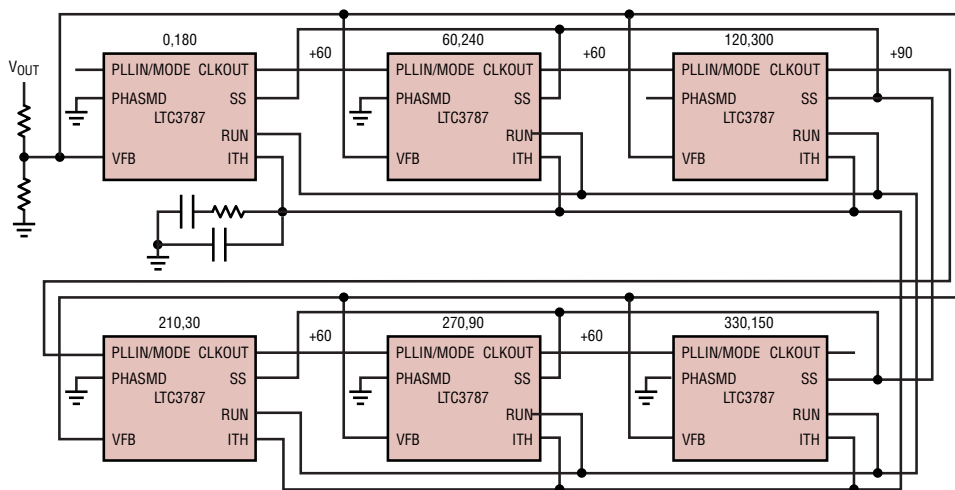 0,180
60,240
120,300
V_OUT
PLLIN/MODE CLKOUT
+60
PLLIN/MODE CLKOUT
+60
PLLIN/MODE CLKOUT
+90
PHASMD SS
PHASMD SS
PHASMD SS
LTC3787
LTC3787
LTC3787
RUN
RUN
RUN
VFB ITH
VFB ITH
VFB ITH
210,30
270,90
330,150
PLLIN/MODE CLKOUT
+60
PLLIN/MODE CLKOUT
+60
PLLIN/MODE CLKOUT
PHASMD SS
PHASMD SS
PHASMD SS
LTC3787
LTC3787
LTC3787
RUN
RUN
RUN
VFB ITH
VFB ITH
VFB ITH